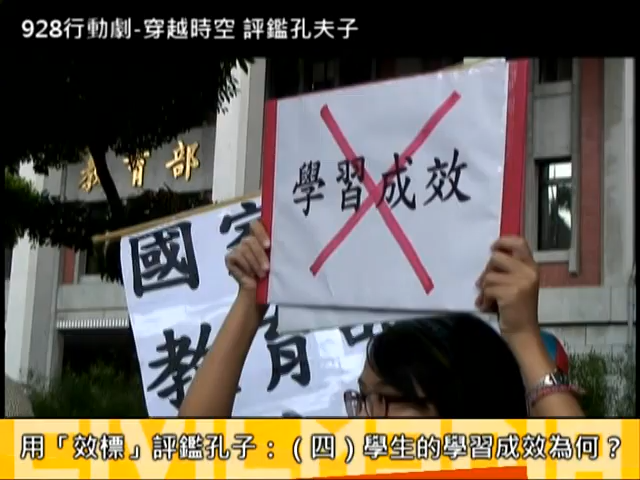 928行動劇-穿越時空 評鑑孔夫子
教育部
學習成效
國家
教育
用「效標」評鑑孔子：（四）學生的學習成效為何？